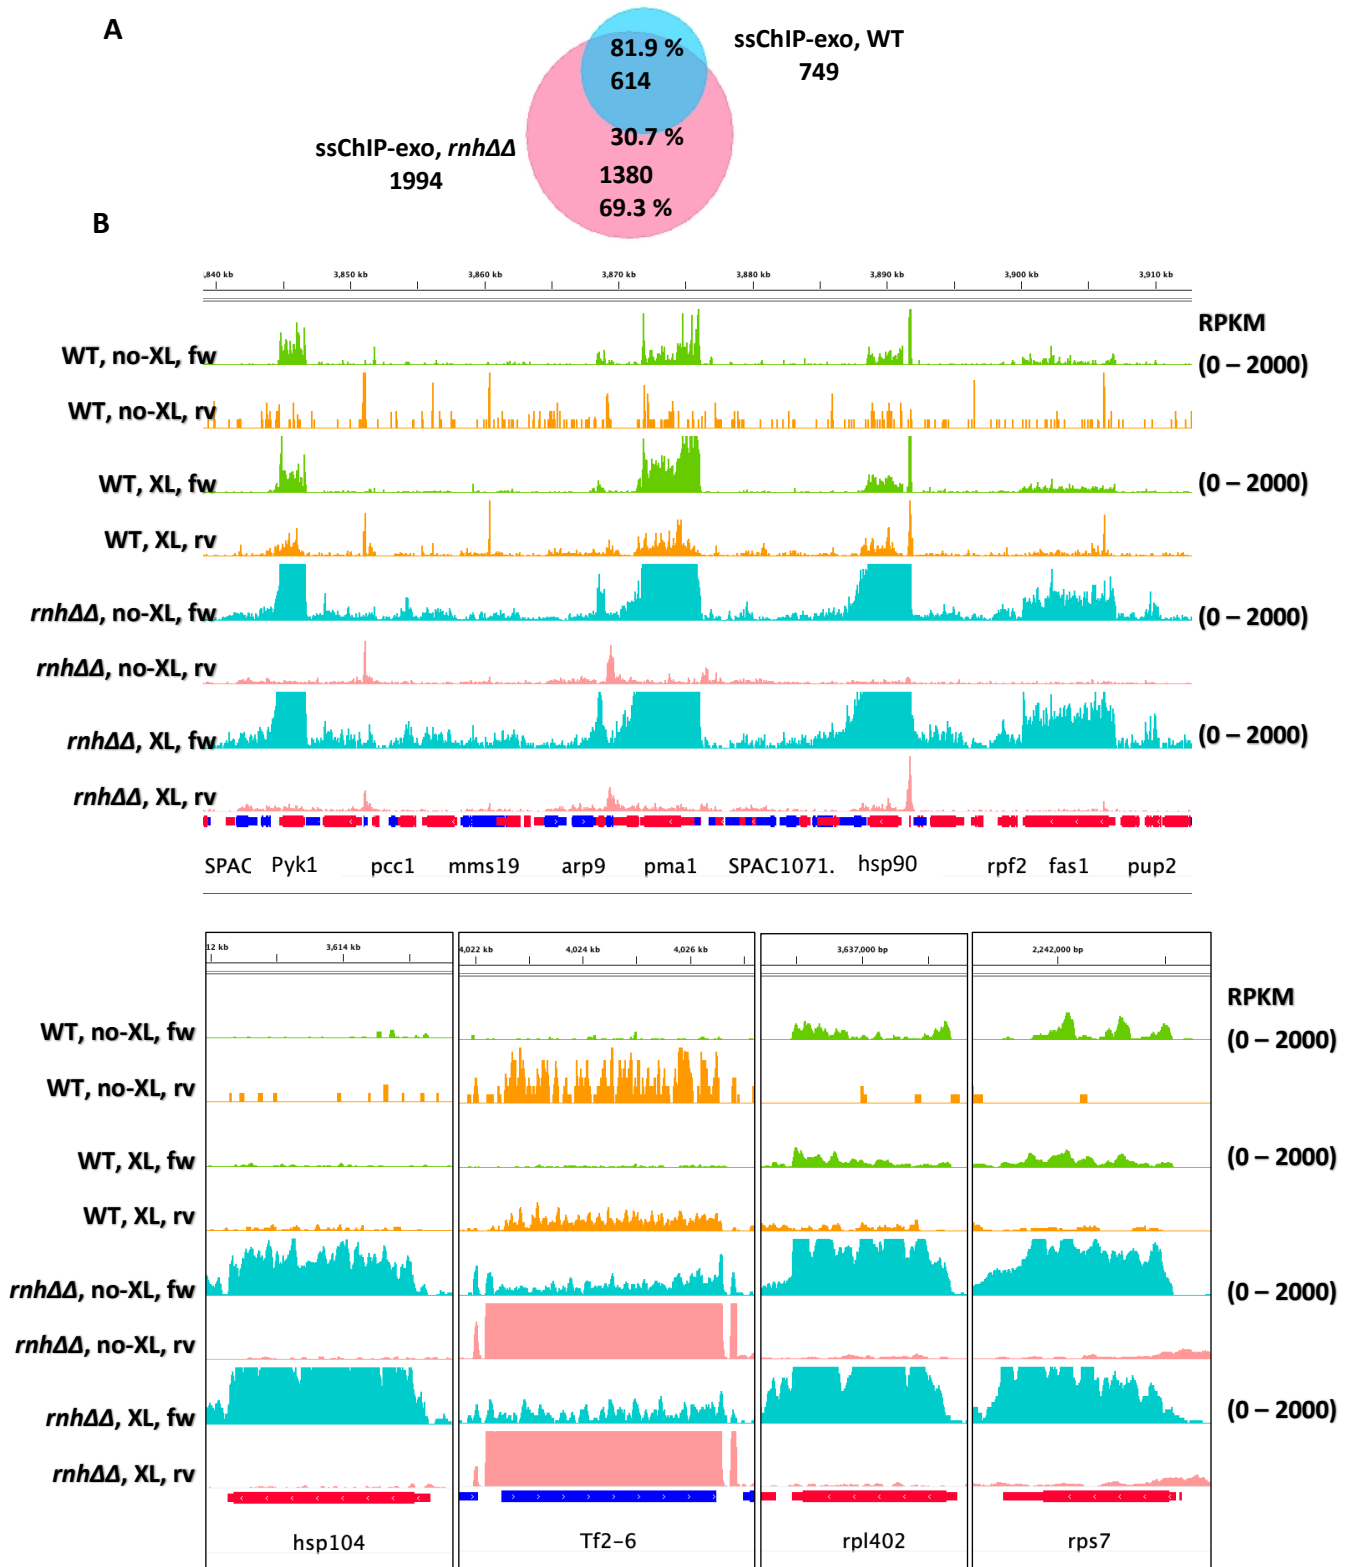 A
81.9 %
614
ssChIP-exo, WT
749
30.7 %
ssChIP-exo, rnhΔΔ
1994
1380
69.3 %
B
,840 kb 3,850 kb 3,860 kb 3,870 kb 3,880 kb 3,890 kb 3,900 kb 3,910 kb
RPKM
WT, no-XL, fw (0 – 2000)
WT, no-XL, rv
WT, XL, fw (0 – 2000)
WT, XL, rv
rnhΔΔ, no-XL, fw (0 – 2000)
rnhΔΔ, no-XL, rv
rnhΔΔ, XL, fw (0 – 2000)
rnhΔΔ, XL, rv
SPAC Pyk1 pcc1 mms19 arp9 pma1 SPAC1071. hsp90 rpf2 fas1 pup2
12 kb 3,614 kb 4,022 kb 4,024 kb 4,026 kb 3,637,000 bp 2,242,000 bp
RPKM
WT, no-XL, fw (0 – 2000)
WT, no-XL, rv
WT, XL, fw (0 – 2000)
WT, XL, rv
rnhΔΔ, no-XL, fw (0 – 2000)
rnhΔΔ, no-XL, rv
rnhΔΔ, XL, fw (0 – 2000)
rnhΔΔ, XL, rv
hsp104 Tf2-6 rpl402 rps7